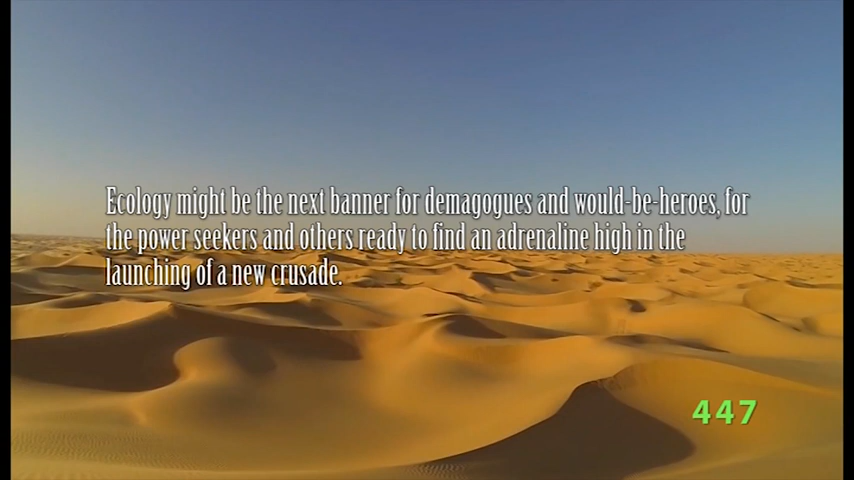 Ecology might be the next banner for demagogues and would-be-heroes, for
the power seekers and others ready to find an adrenaline high in the
launching of a new crusade.
447